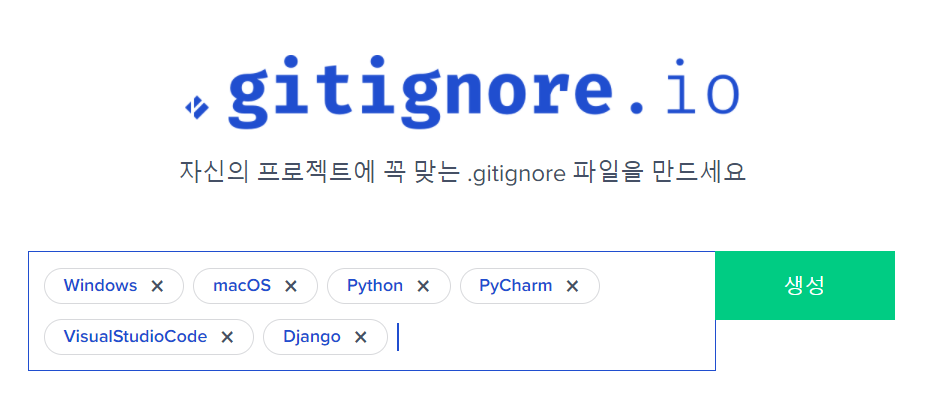 .gitignore.io
자신의 프로젝트에 꼭 맞는 .gitignore 파일을 만드세요
Windows × macOS × Python × PyCharm × 생성
VisualStudioCode × Django ×